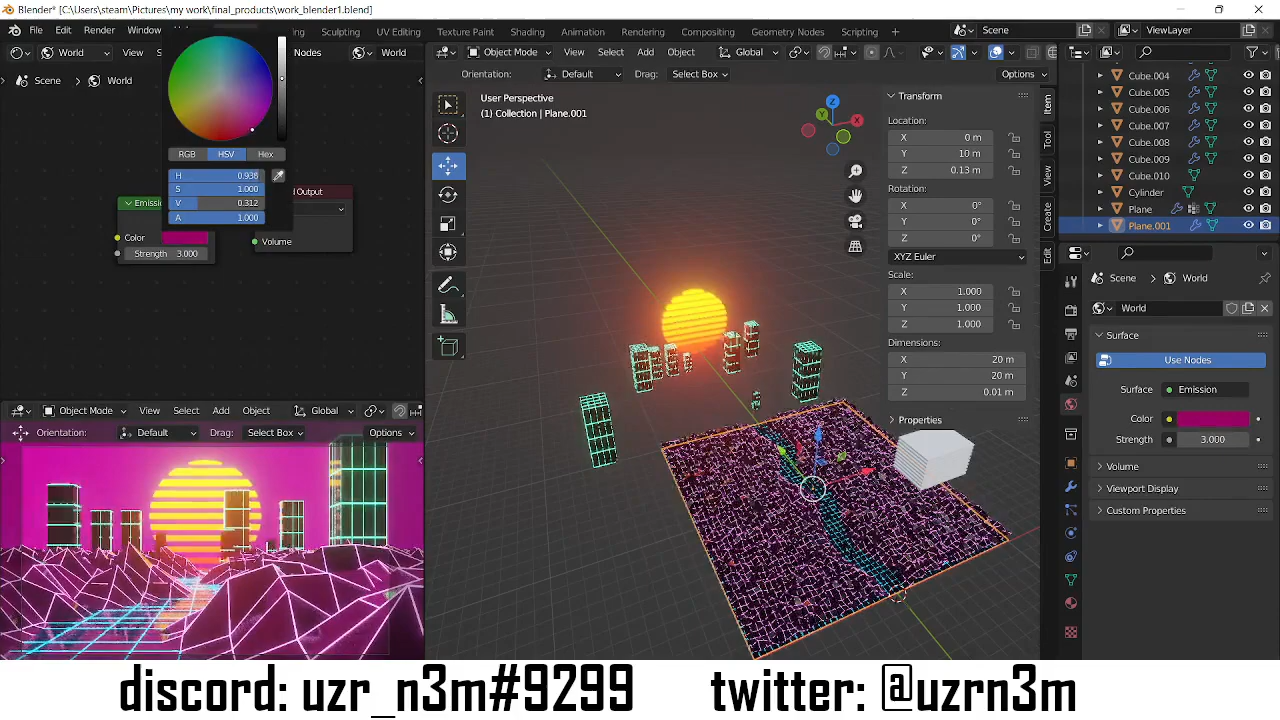 Blender* [C:\Users\steam\Pictures\my work\final_products\work_blender1.blend]
File Edit Render Window
Sculpting UV Editing Texture Paint Shading Animation Rendering Compositing Geometry Nodes Scripting
Scene ViewLayer
World View Nodes World
Object Mode View Select Add Object Global
Orientation: Default Drag: Select Box Options
Scene World
RGB HSV Hex
H 0.938
S 1.000
V 0.312
A 1.000
Color
Strength 3.000
Volume
User Perspective
(1) Collection | Plane.001
Z
Y
X
Transform
Location:
X 0 m
Y 10 m
Z 0.13 m
Rotation:
X 0°
Y 0°
Z 0°
XYZ Euler
Scale:
X 1.000
Y 1.000
Z 1.000
Dimensions:
X 20 m
Y 20 m
Z 0.01 m
Properties
Item
Tool
View
Create
Edit
Cube.004
Cube.005
Cube.006
Cube.007
Cube.008
Cube.009
Cube.010
Cylinder
Plane
Plane.001
Scene World
World
Surface
Use Nodes
Surface Emission
Color
Strength 3.000
Volume
Viewport Display
Custom Properties
Object Mode View Select Add Object Global
Orientation: Default Drag: Select Box Options
discord: uzr_n3m#9299 twitter: @uzrn3m